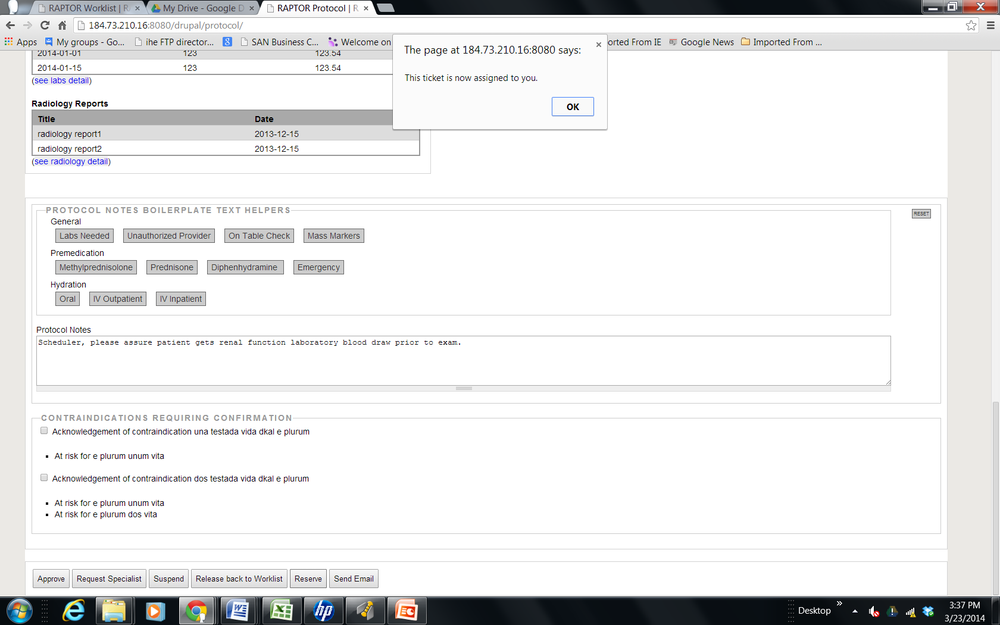 RAPTOR Worklist | R
My Drive - Google D
RAPTOR Protocol | R
184.73.210.16:8080/drupal/protocol/
Apps My groups - Go... ihe FTP director... SAN Business C... Welcome on orted From IE Google News Imported From ...
The page at 184.73.210.16:8080 says:
This ticket is now assigned to you.
OK
2014-01-01 123 123.54
2014-01-15 123 123.54
(see labs detail)
Radiology Reports
Title Date
radiology report1 2013-12-15
radiology report2 2013-12-15
(see radiology detail)
PROTOCOL NOTES BOILERPLATE TEXT HELPERS
RESET
General
Labs Needed Unauthorized Provider On Table Check Mass Markers
Premedication
Methylprednisolone Prednisone Diphenhydramine Emergency
Hydration
Oral IV Outpatient IV Inpatient
Protocol Notes
Scheduler, please assure patient gets renal function laboratory blood draw prior to exam.
CONTRAINDICATIONS REQUIRING CONFIRMATION
Acknowledgement of contraindication una testada vida dkal e plurum
At risk for e plurum unum vita
Acknowledgement of contraindication dos testada vida dkal e plurum
At risk for e plurum unum vita
At risk for e plurum dos vita
Approve Request Specialist Suspend Release back to Worklist Reserve Send Email
Desktop
3:37 PM
3/23/2014